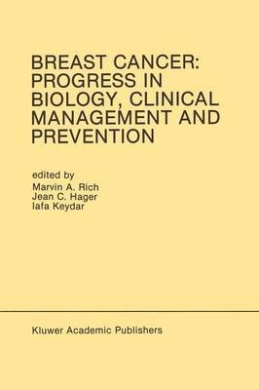 BREAST CANCER:
PROGRESS IN
BIOLOGY, CLINICAL
MANAGEMENT AND
PREVENTION
edited by
Marvin A. Rich
Jean C. Hager
Iafa Keydar
Kluwer Academic Publishers